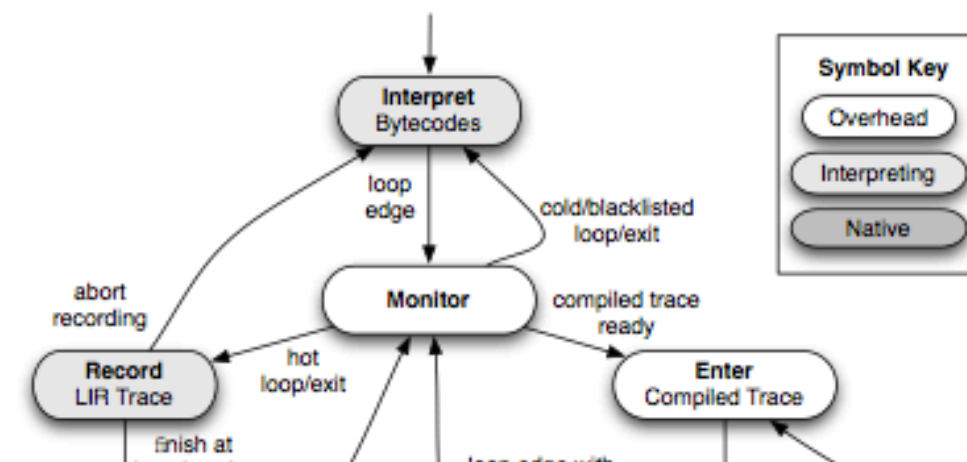 Interpret
Bytecodes
Symbol Key
Overhead
Interpreting
Native
loop
edge
cold/blacklisted
loop/exit
Monitor
abort
recording
compiled trace
ready
hot
loop/exit
Record
LIR Trace
Enter
Compiled Trace
finish at
loop edge with